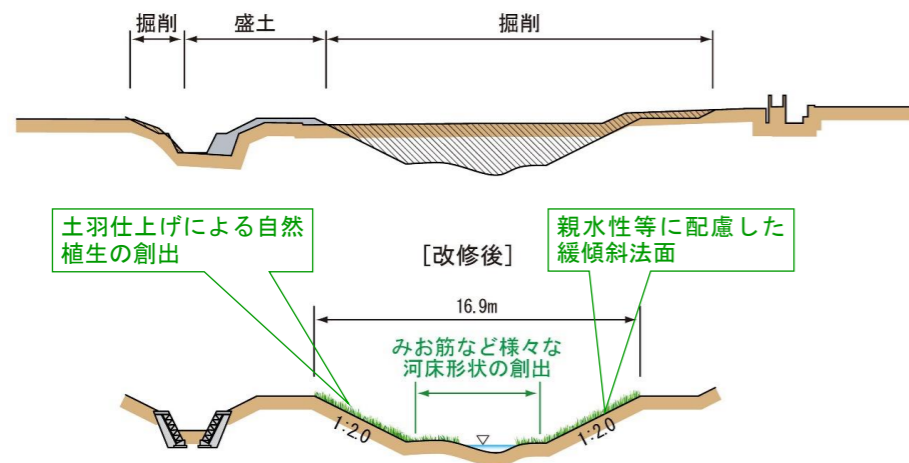 掘削
盛土
掘削
土羽仕上げによる自然
植生の創出
親水性等に配慮した
緩傾斜法面
[改修後]
16.9m
みお筋など様々な
河床形状の創出
1:2.0
1:2.0